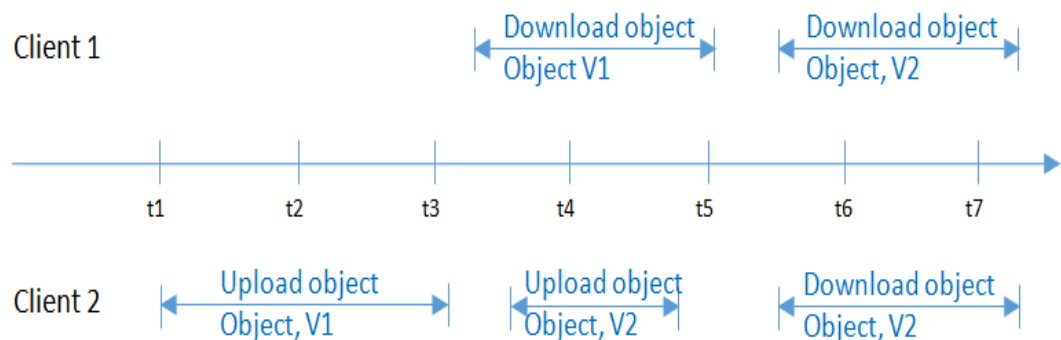 Client 1
Download object
Object V1
Download object
Object, V2
t1 t2 t3 t4 t5 t6 t7
Client 2
Upload object
Object, V1
Upload object
Object, V2
Download object
Object, V2